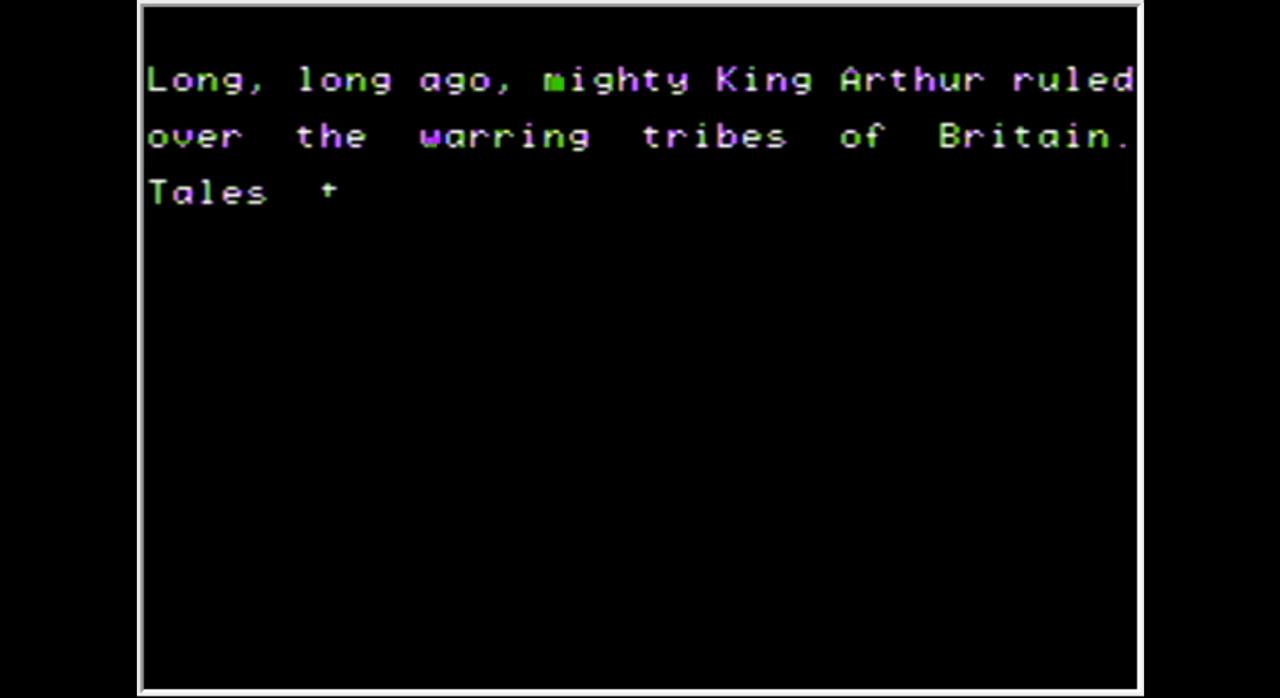 Long, long ago, mighty King Arthur ruled
over the warring tribes of Britain.
Tales